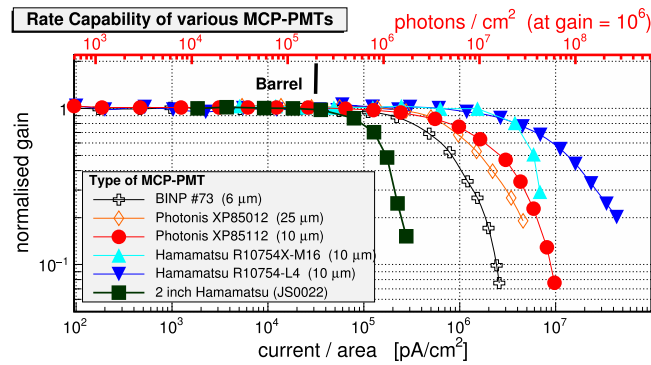 Rate Capability of various MCP-PMTs
photons / cm² (at gain = 10⁶)
10³ 10⁴ 10⁵ 10⁶ 10⁷ 10⁸
Barrel
normalised gain
1
10⁻¹
Type of MCP-PMT
BINP #73 (6 μm)
Photonis XP85012 (25 μm)
Photonis XP85112 (10 μm)
Hamamatsu R10754X-M16 (10 μm)
Hamamatsu R10754-L4 (10 μm)
2 inch Hamamatsu (JS0022)
10² 10³ 10⁴ 10⁵ 10⁶ 10⁷
current / area [pA/cm²]